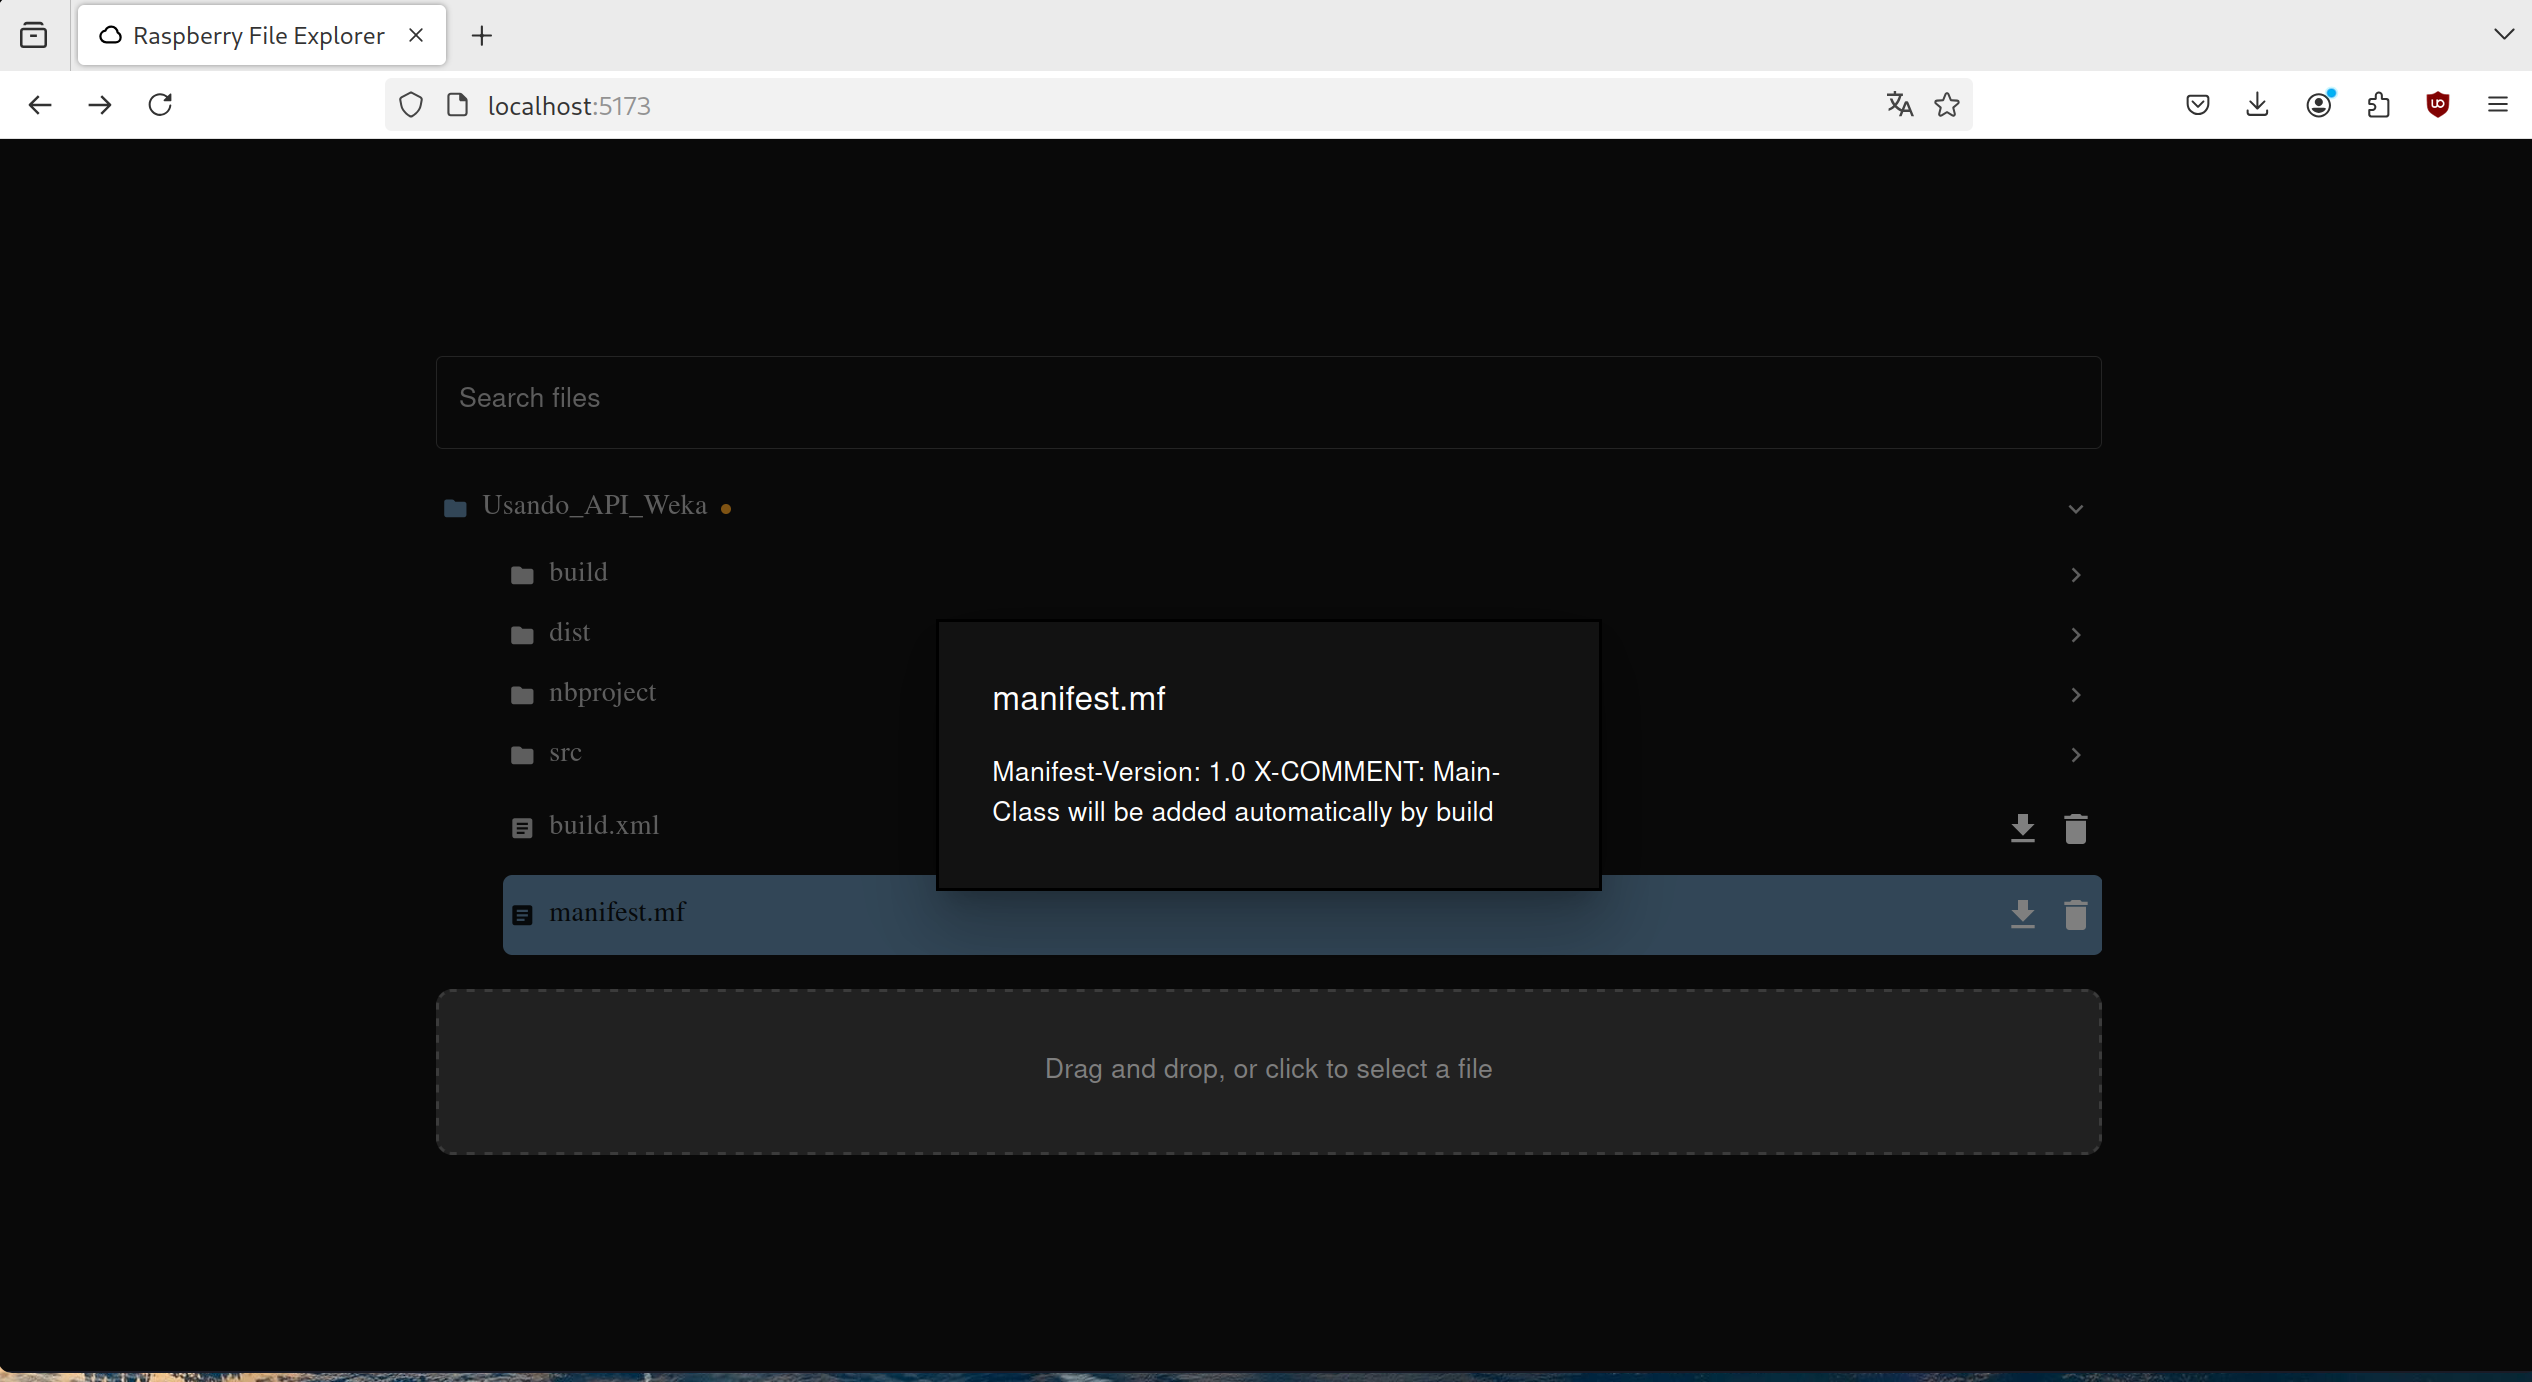 Raspberry File Explorer
localhost:5173
Search files
Usando_API_Weka
build
dist
nbproject
src
build.xml
manifest.mf
manifest.mf
Manifest-Version: 1.0 X-COMMENT: Main-
Class will be added automatically by build
Drag and drop, or click to select a file